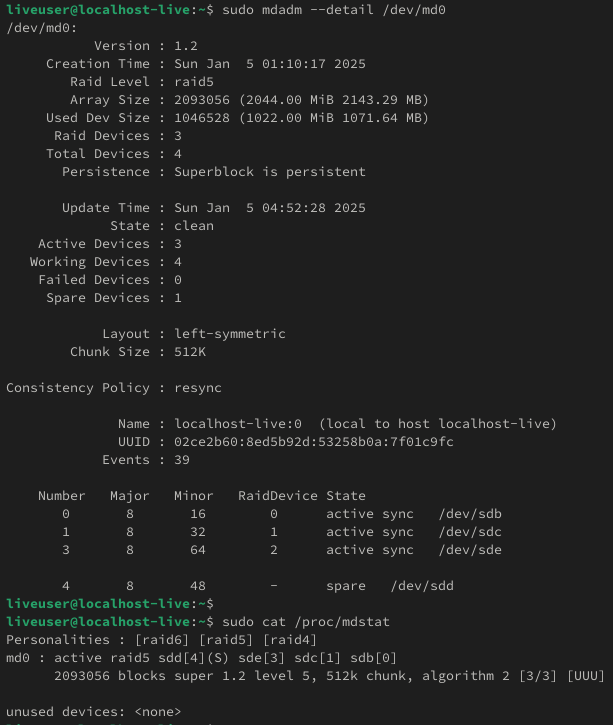 liveuser@localhost-live:~$ sudo mdadm --detail /dev/md0
/dev/md0:
           Version : 1.2
     Creation Time : Sun Jan  5 01:10:17 2025
        Raid Level : raid5
        Array Size : 2093056 (2044.00 MiB 2143.29 MB)
     Used Dev Size : 1046528 (1022.00 MiB 1071.64 MB)
      Raid Devices : 3
     Total Devices : 4
       Persistence : Superblock is persistent

       Update Time : Sun Jan  5 04:52:28 2025
             State : clean
    Active Devices : 3
   Working Devices : 4
    Failed Devices : 0
     Spare Devices : 1

            Layout : left-symmetric
        Chunk Size : 512K

Consistency Policy : resync

              Name : localhost-live:0  (local to host localhost-live)
              UUID : 02ce2b60:8ed5b92d:53258b0a:7f01c9fc
            Events : 39

    Number   Major   Minor   RaidDevice State
       0       8       16        0      active sync   /dev/sdb
       1       8       32        1      active sync   /dev/sdc
       3       8       64        2      active sync   /dev/sde

       4       8       48        -      spare   /dev/sdd
liveuser@localhost-live:~$
liveuser@localhost-live:~$ sudo cat /proc/mdstat
Personalities : [raid6] [raid5] [raid4]
md0 : active raid5 sdd[4](S) sde[3] sdc[1] sdb[0]
      2093056 blocks super 1.2 level 5, 512k chunk, algorithm 2 [3/3] [UUU]

unused devices: <none>